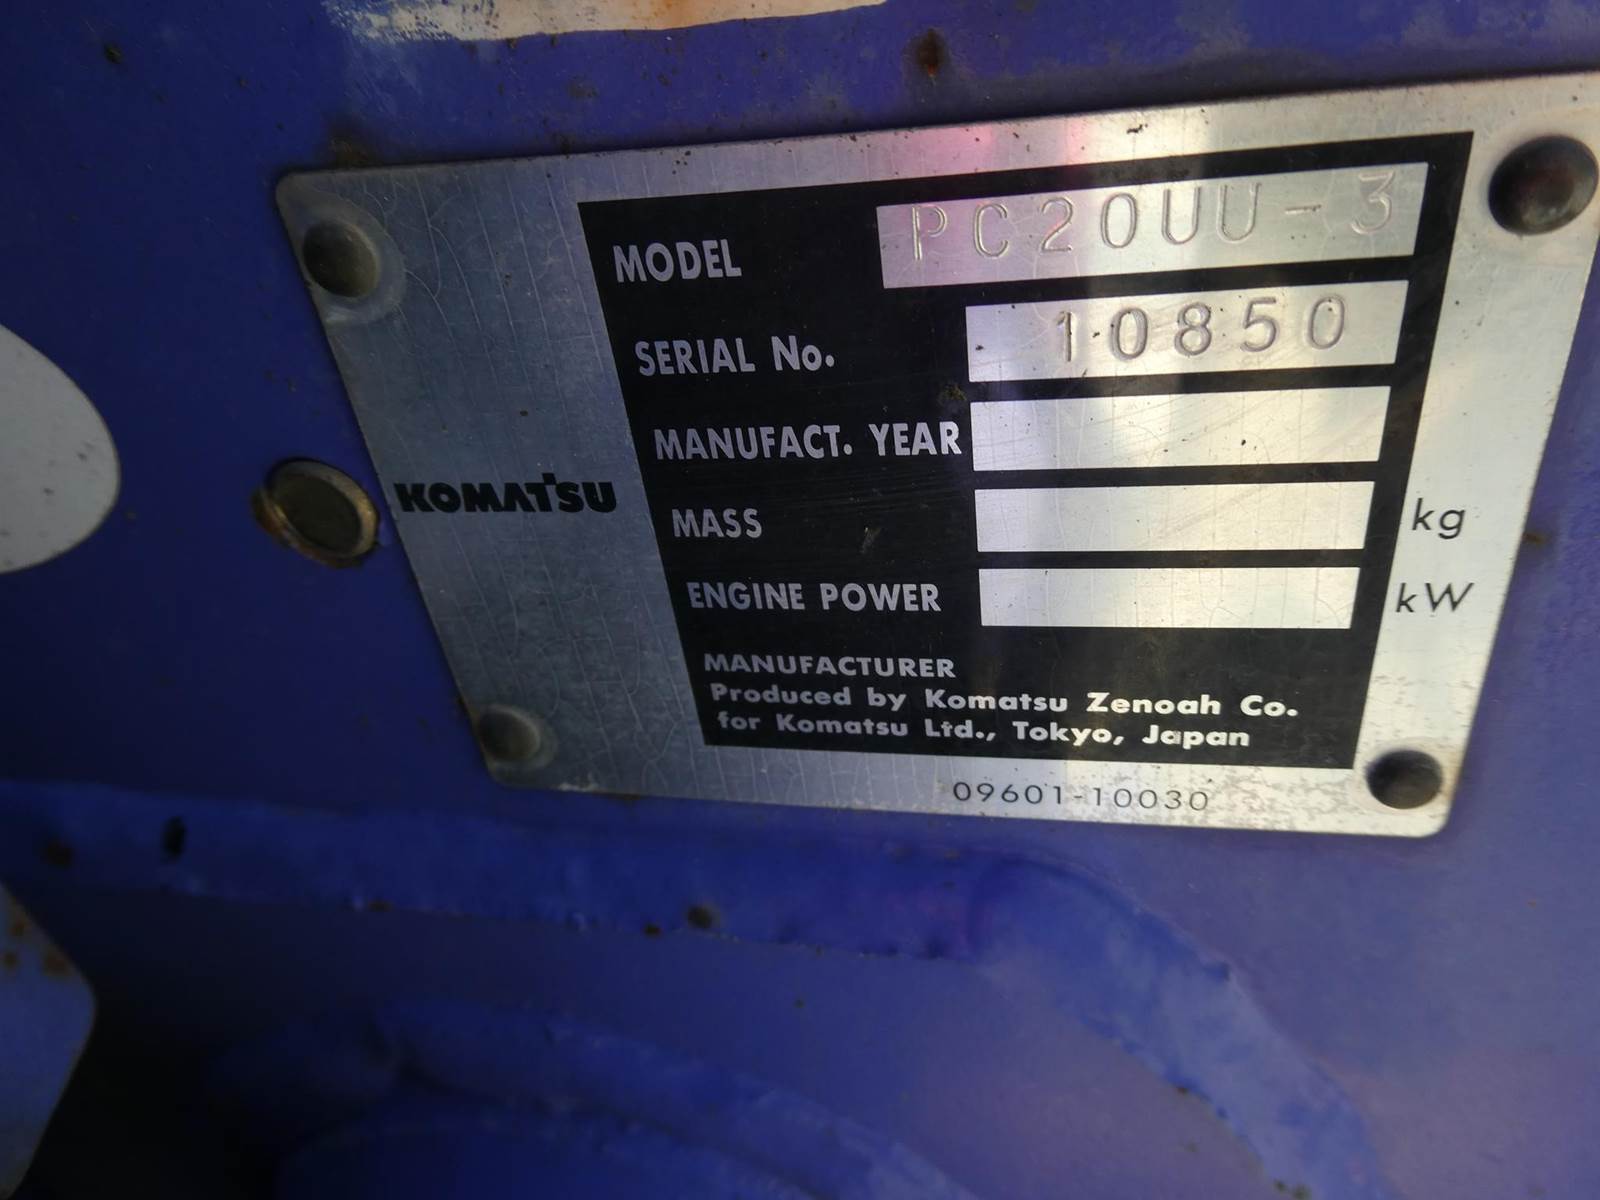 MODEL PC20UU-3
SERIAL No. 10850
MANUFACT. YEAR
KOMATSU
MASS kg
ENGINE POWER kW
MANUFACTURER
Produced by Komatsu Zenoah Co.
for Komatsu Ltd., Tokyo, Japan
09601-10030